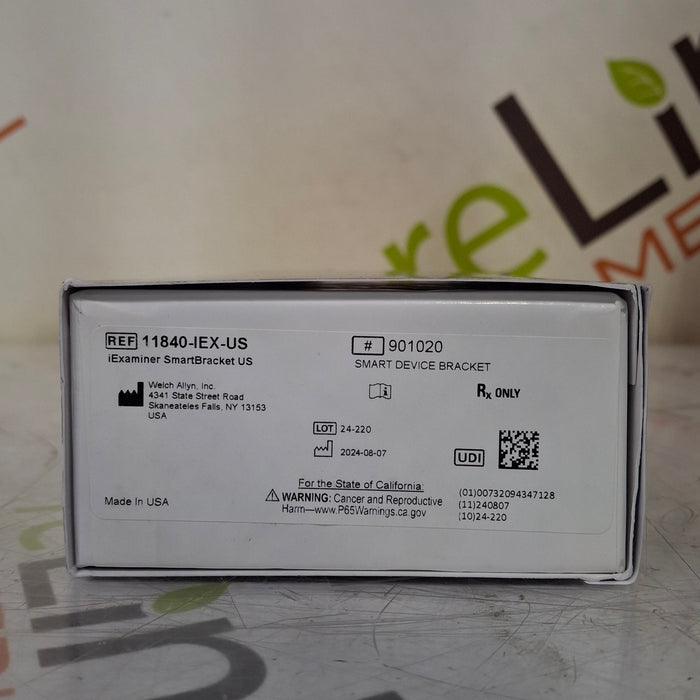 reLin
ME
REF 11840-IEX-US
iExaminer SmartBracket US
# 901020
SMART DEVICE BRACKET
Welch Allyn, Inc.
4341 State Street Road
Skaneateles Falls, NY 13153
USA
Rx ONLY
LOT 24-220
2024-08-07
UDI
For the State of California:
WARNING: Cancer and Reproductive
Harm—www.P65Warnings.ca.gov
Made In USA
(01)00732094347128
(11)240807
(10)24-220